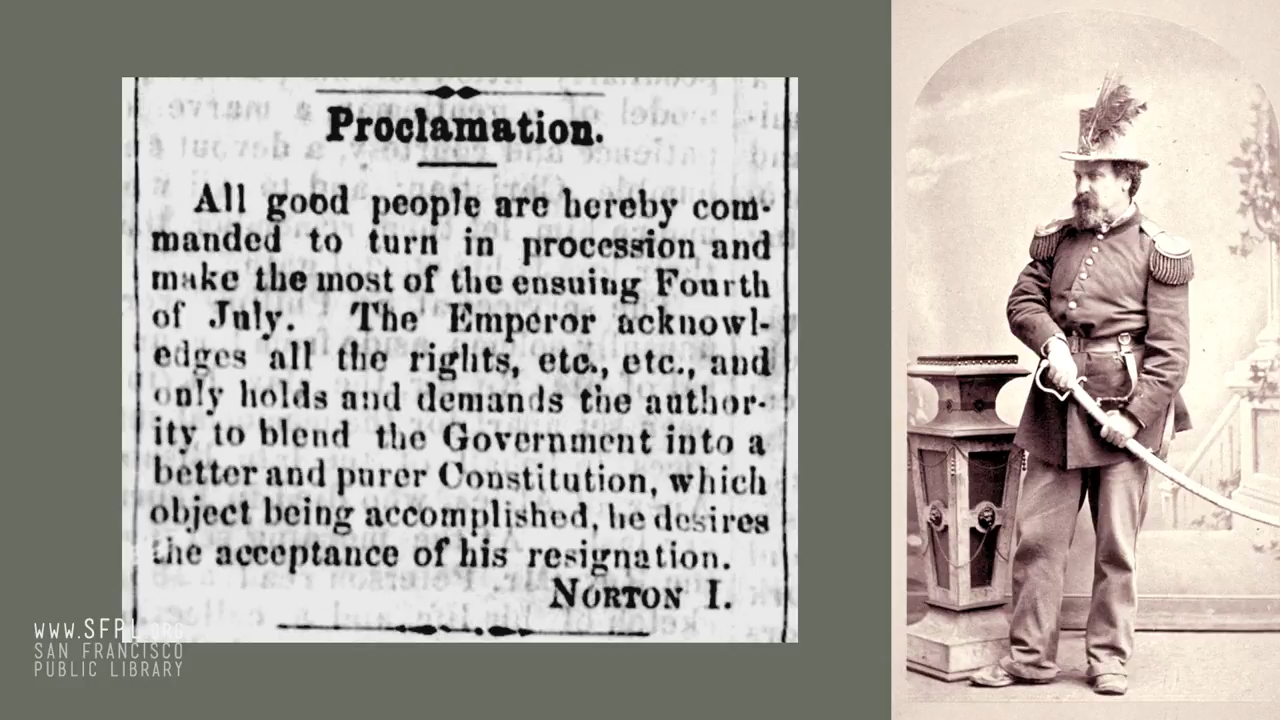 Proclamation.
All good people are hereby com-
manded to turn in procession and
make the most of the ensuing Fourth
of July. The Emperor acknowl-
edges all the rights, etc., etc., and
only holds and demands the author-
ity to blend the Government into a
better and purer Constitution, which
object being accomplished, he desires
the acceptance of his resignation.
NORTON I.
WWW.SFPL.ORG
SAN FRANCISCO
PUBLIC LIBRARY